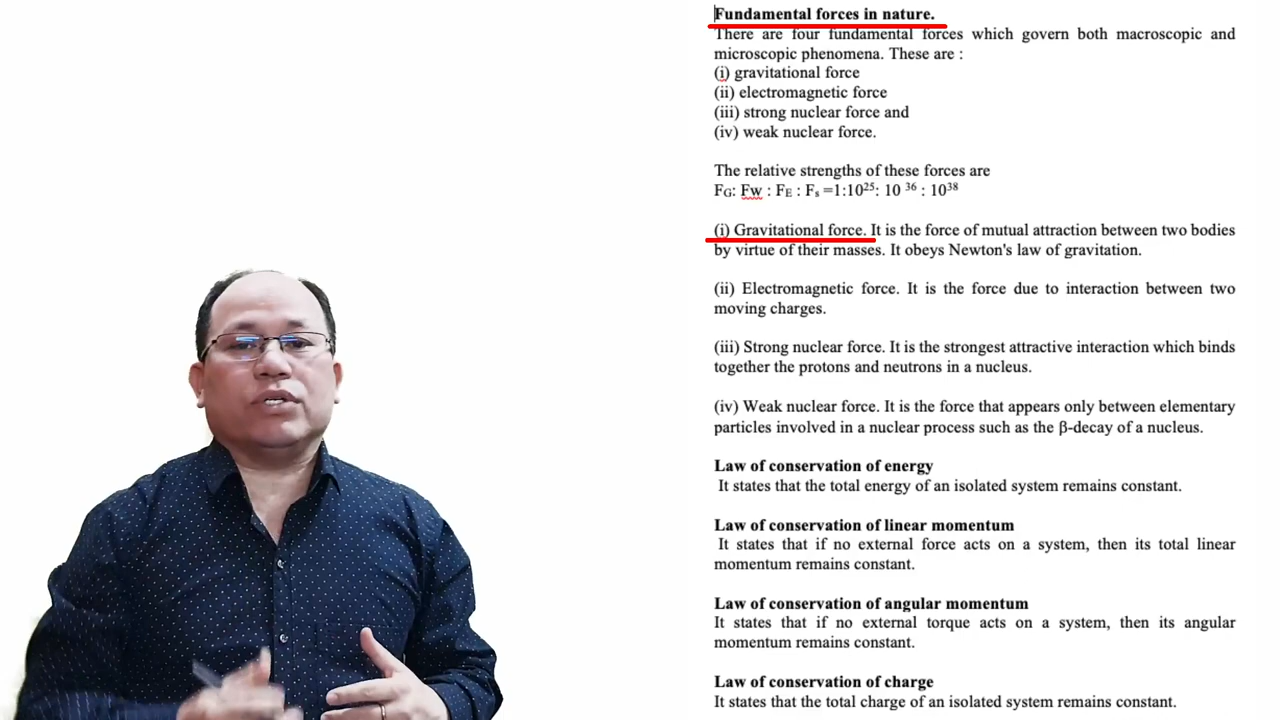 Fundamental forces in nature.
There are four fundamental forces which govern both macroscopic and
microscopic phenomena. These are :
(i) gravitational force
(ii) electromagnetic force
(iii) strong nuclear force and
(iv) weak nuclear force.
The relative strengths of these forces are
FG: Fw : FE : Fs =1:10²⁵: 10 ³⁶ : 10³⁸
(i) Gravitational force. It is the force of mutual attraction between two bodies
by virtue of their masses. It obeys Newton's law of gravitation.
(ii) Electromagnetic force. It is the force due to interaction between two
moving charges.
(iii) Strong nuclear force. It is the strongest attractive interaction which binds
together the protons and neutrons in a nucleus.
(iv) Weak nuclear force. It is the force that appears only between elementary
particles involved in a nuclear process such as the β-decay of a nucleus.
Law of conservation of energy
It states that the total energy of an isolated system remains constant.
Law of conservation of linear momentum
It states that if no external force acts on a system, then its total linear
momentum remains constant.
Law of conservation of angular momentum
It states that if no external torque acts on a system, then its angular
momentum remains constant.
Law of conservation of charge
It states that the total charge of an isolated system remains constant.